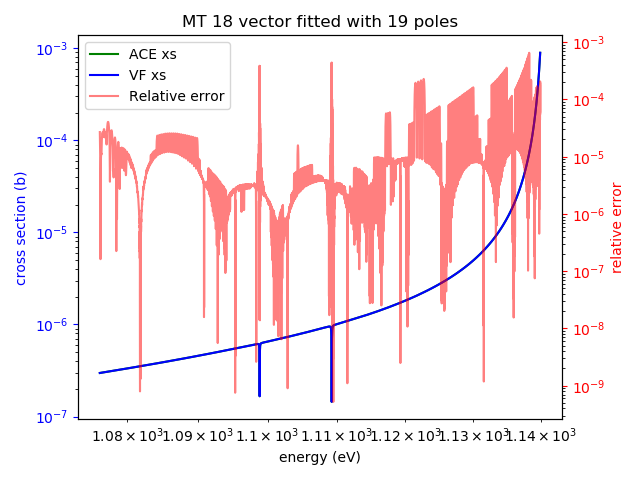 MT 18 vector fitted with 19 poles
ACE xs
VF xs
Relative error
cross section (b)
10⁻³
10⁻⁴
10⁻⁵
10⁻⁶
10⁻⁷
relative error
10⁻³
10⁻⁴
10⁻⁵
10⁻⁶
10⁻⁷
10⁻⁸
10⁻⁹
1.08 × 10³ 1.09 × 10³ 1.1 × 10³ 1.11 × 10³ 1.12 × 10³ 1.13 × 10³ 1.14 × 10³
energy (eV)